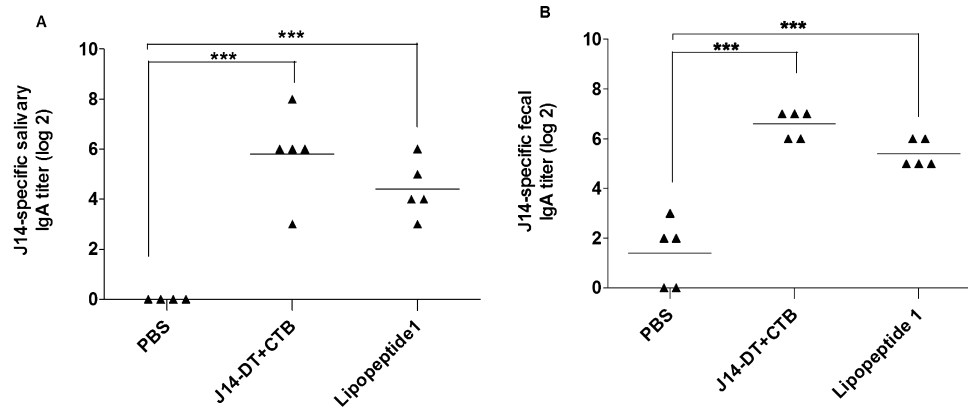 A
J14-specific salivary
IgA titer (log 2)
10
8
6
4
2
0
***
***
PBS
J14-DT+CTB
Lipopeptide1
B
J14-specific fecal
IgA titer (log 2)
10
8
6
4
2
0
***
***
PBS
J14-DT+CTB
Lipopeptide 1